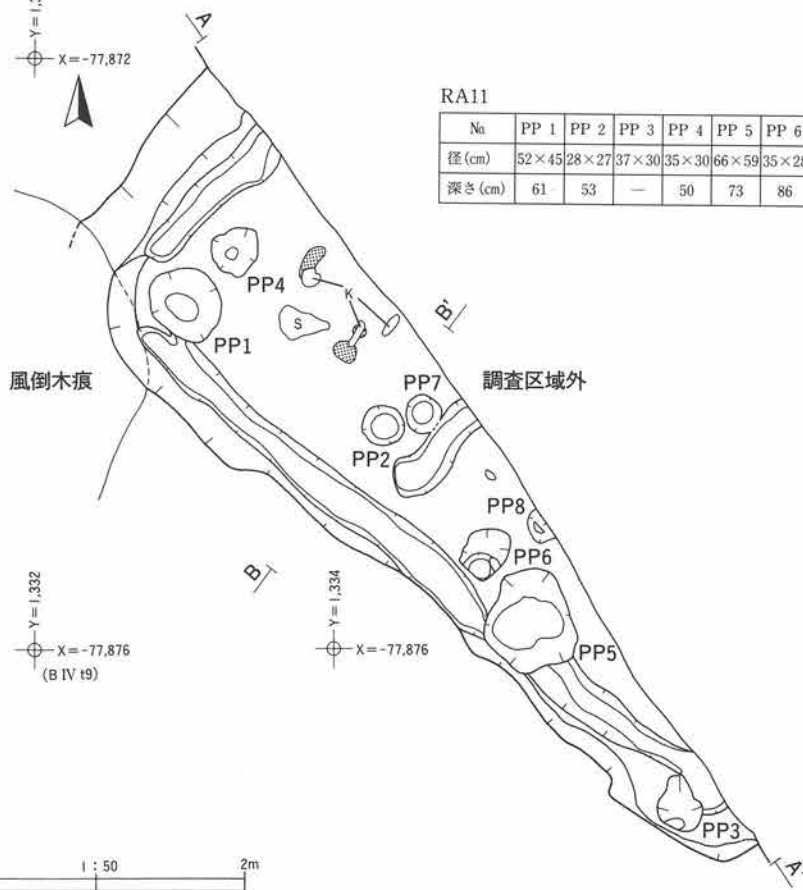 Y=1,3
A
X=-77,872
RA11
No. PP 1 PP 2 PP 3 PP 4 PP 5 PP 6
径(cm) 52×45 28×27 37×30 35×30 66×59 35×28
深さ(cm) 61 53 — 50 73 86
PP4
K
S
B'
PP1
風倒木痕
PP7
調査区域外
PP2
PP8
PP6
B
Y=1,332
Y=1,334
X=-77,876
X=-77,876
PP5
(B IV t9)
PP3
1:50
2m
A'